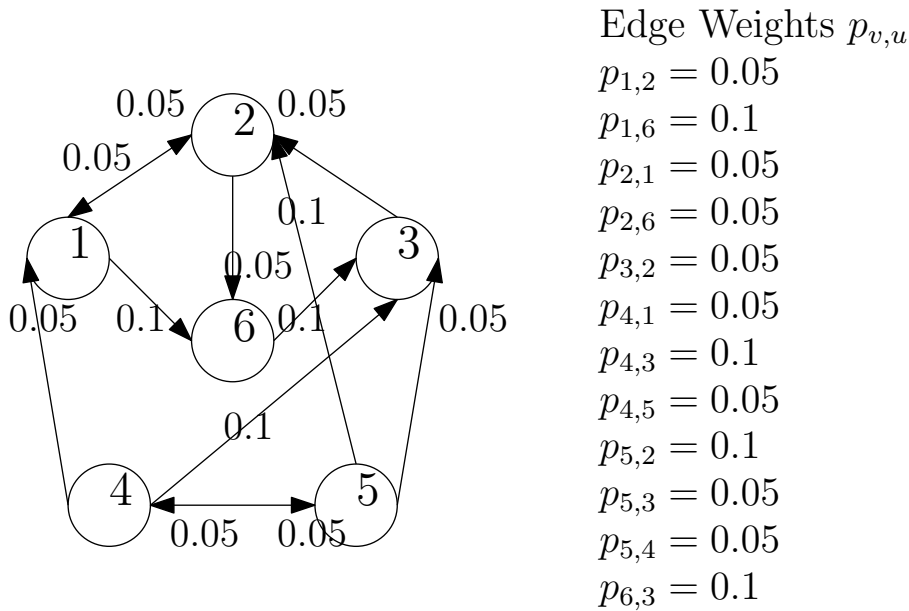 Edge Weights p_{v,u}
p_{1,2} = 0.05
p_{1,6} = 0.1
p_{2,1} = 0.05
p_{2,6} = 0.05
p_{3,2} = 0.05
p_{4,1} = 0.05
p_{4,3} = 0.1
p_{4,5} = 0.05
p_{5,2} = 0.1
p_{5,3} = 0.05
p_{5,4} = 0.05
p_{6,3} = 0.1
0.05
2
0.05
0.05
0.1
1
3
0.05
0.05
0.1
6
0.1
0.05
0.1
4
5
0.05
0.05